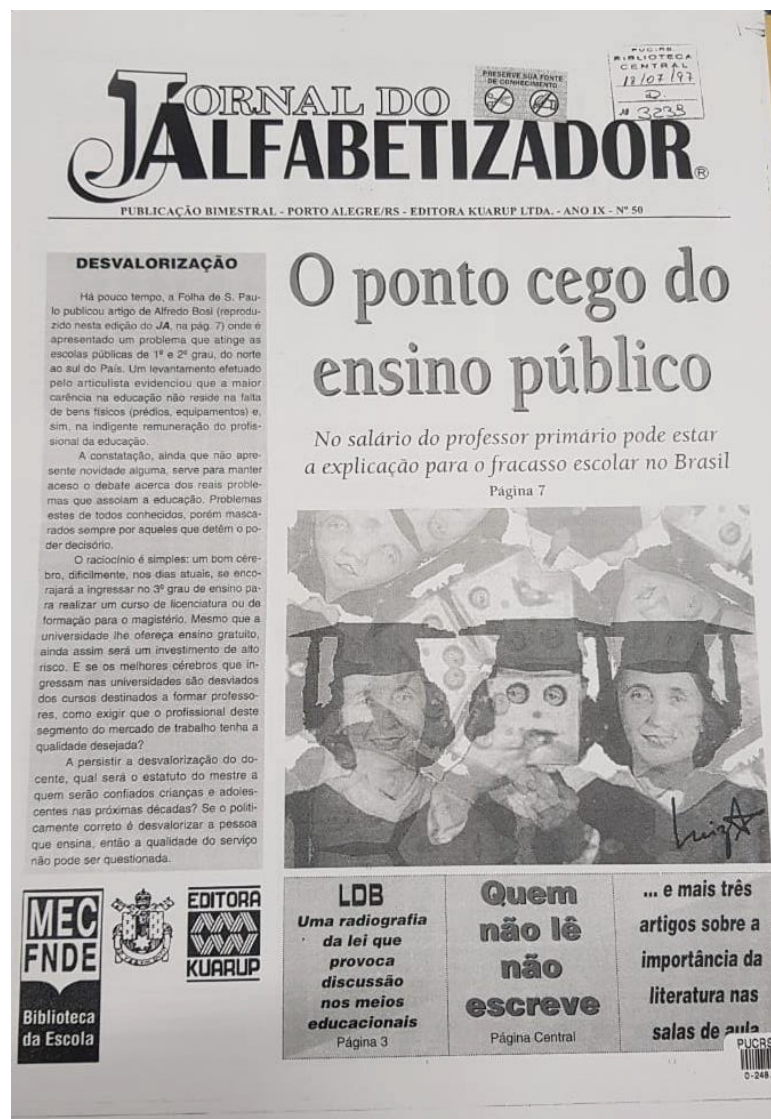 PRESERVE SUA FONTE
DE CONHECIMENTO
PUC-RS
BIBLIOTECA
CENTRAL
18/07/97
D.
Nº 3239
JORNAL DO
ALFABETIZADOR®
PUBLICAÇÃO BIMESTRAL - PORTO ALEGRE/RS - EDITORA KUARUP LTDA. - ANO IX - Nº 50
DESVALORIZAÇÃO
Há pouco tempo, a Folha de S. Pau-
lo publicou artigo de Alfredo Bosi (reprodu-
zido nesta edição do JA, na pág. 7) onde é
apresentado um problema que atinge as
escolas públicas de 1º e 2º grau, do norte
ao sul do País. Um levantamento efetuado
pelo articulista evidenciou que a maior
carência na educação não reside na falta
de bens físicos (prédios, equipamentos) e,
sim, na indigente remuneração do profis-
sional da educação.
A constatação, ainda que não apre-
sente novidade alguma, serve para manter
aceso o debate acerca dos reais proble-
mas que assolam a educação. Problemas
estes de todos conhecidos, porém masca-
rados sempre por aqueles que detêm o po-
der decisório.
O raciocínio é simples: um bom cére-
bro, dificilmente, nos dias atuais, se enco-
rajará a ingressar no 3º grau de ensino pa-
ra realizar um curso de licenciatura ou de
formação para o magistério. Mesmo que a
universidade lhe ofereça ensino gratuito,
ainda assim será um investimento de alto
risco. E se os melhores cérebros que in-
gressam nas universidades são desviados
dos cursos destinados a formar professo-
res, como exigir que o profissional deste
segmento do mercado de trabalho tenha a
qualidade desejada?
A persistir a desvalorização do do-
cente, qual será o estatuto do mestre a
quem serão confiados crianças e adoles-
centes nas próximas décadas? Se o politi-
camente correto é desvalorizar a pessoa
que ensina, então a qualidade do serviço
não pode ser questionada.
O ponto cego do
ensino público
No salário do professor primário pode estar
a explicação para o fracasso escolar no Brasil
Página 7
MEC
FNDE
Biblioteca
da Escola
EDITORA
KUARUP
LDB
Uma radiografia
da lei que
provoca
discussão
nos meios
educacionais
Página 3
Quem
não lê
não
escreve
Página Central
... e mais três
artigos sobre a
importância da
literatura nas
salas de aula
PUCRS